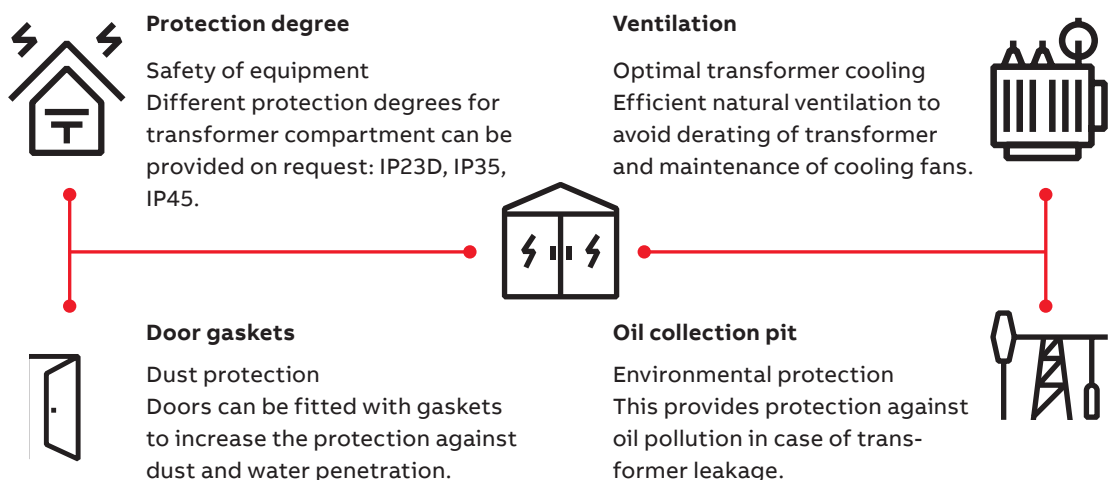 Protection degree
Safety of equipment
Different protection degrees for
transformer compartment can be
provided on request: IP23D, IP35,
IP45.
Ventilation
Optimal transformer cooling
Efficient natural ventilation to
avoid derating of transformer
and maintenance of cooling fans.
Door gaskets
Dust protection
Doors can be fitted with gaskets
to increase the protection against
dust and water penetration.
Oil collection pit
Environmental protection
This provides protection against
oil pollution in case of trans-
former leakage.